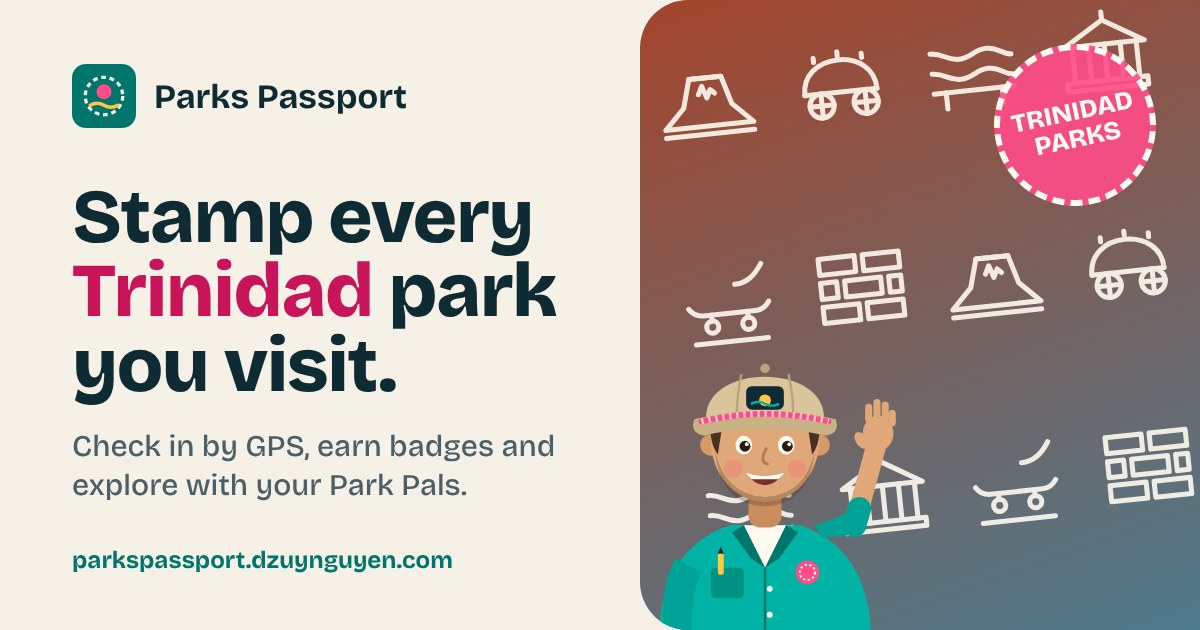 Parks Passport
Stamp every
Trinidad park
you visit.
Check in by GPS, earn badges and
explore with your Park Pals.
parkspassport.dzuynguyen.com
TRINIDAD
PARKS